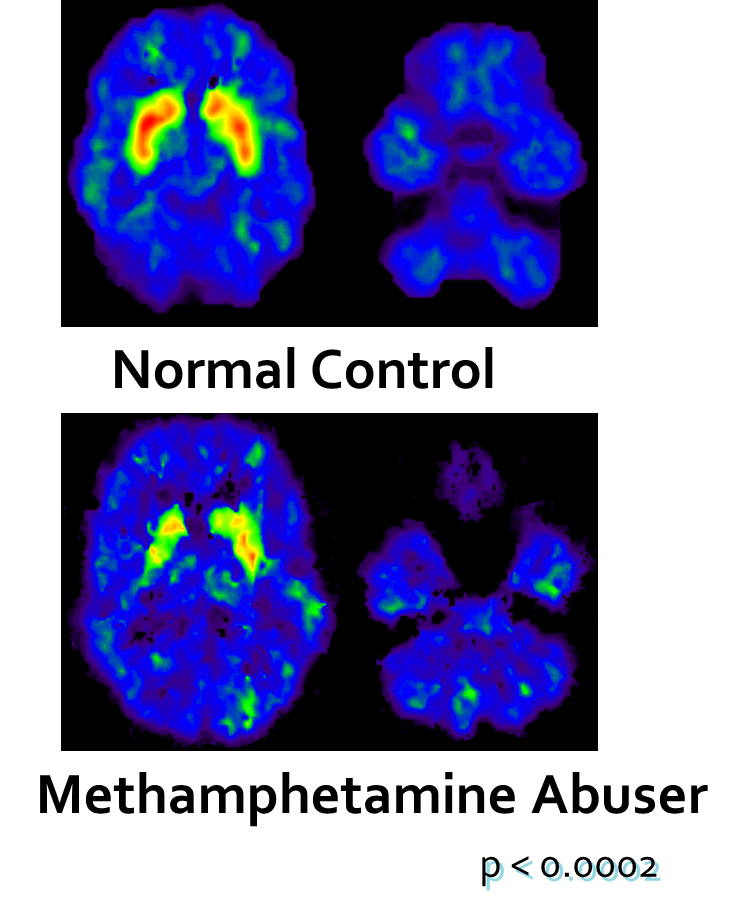 Normal Control
Methamphetamine Abuser
p < 0.0002